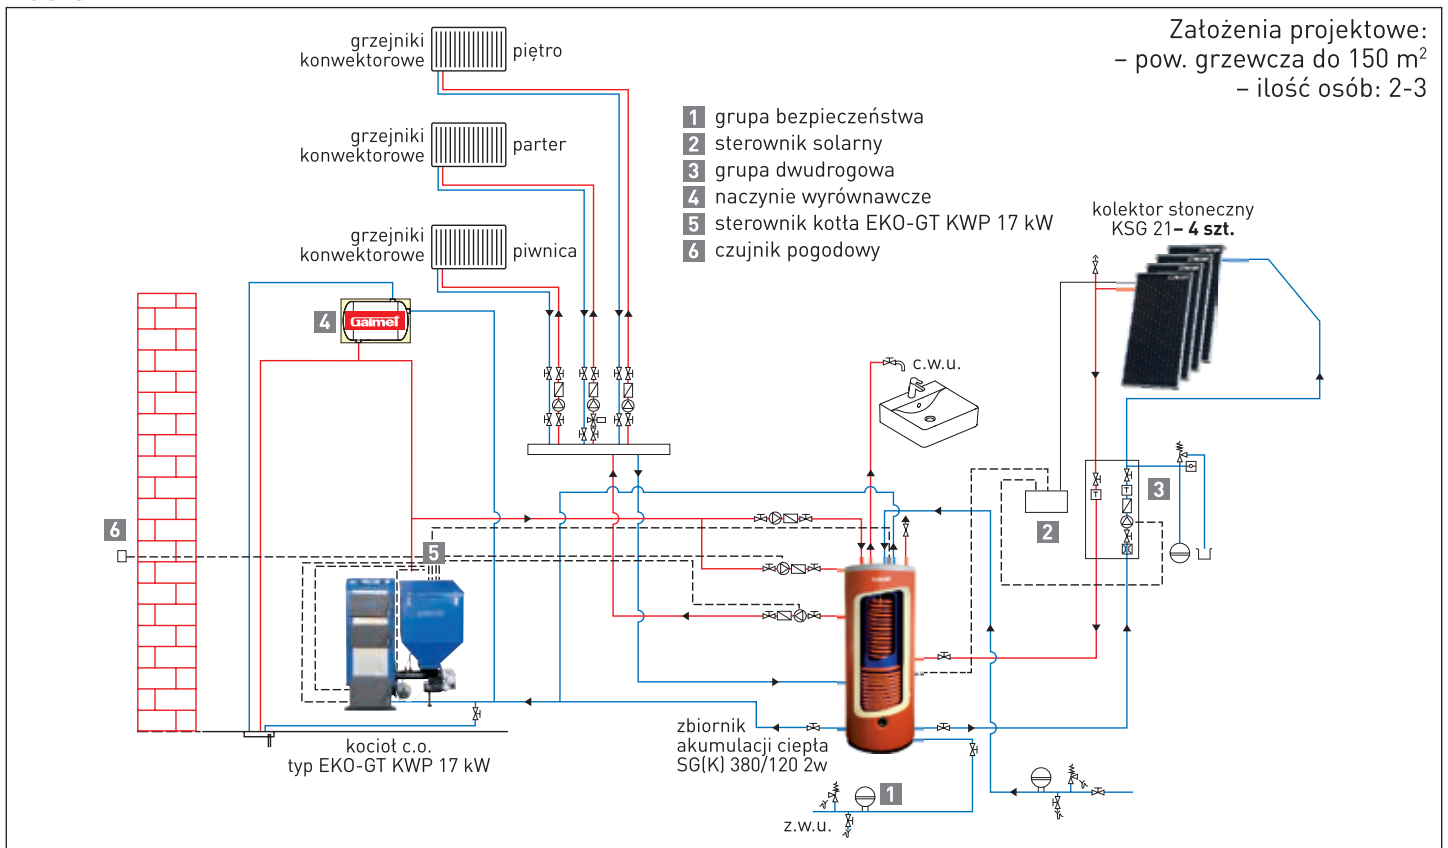 Założenia projektowe:
– pow. grzewcza do 150 m²
– ilość osób: 2-3
grzejniki
konwektorowe
piętro
grzejniki
konwektorowe
parter
grzejniki
konwektorowe
piwnica
1 grupa bezpieczeństwa
2 sterownik solarny
3 grupa dwudrogowa
4 naczynie wyrównawcze
5 sterownik kotła EKO-GT KWP 17 kW
6 czujnik pogodowy
kolektor słoneczny
KSG 21– 4 szt.
4
Galmet
c.w.u.
3
2
6
5
T
T
kocioł c.o.
typ EKO-GT KWP 17 kW
zbiornik
akumulacji ciepła
SG(K) 380/120 2w
1
z.w.u.